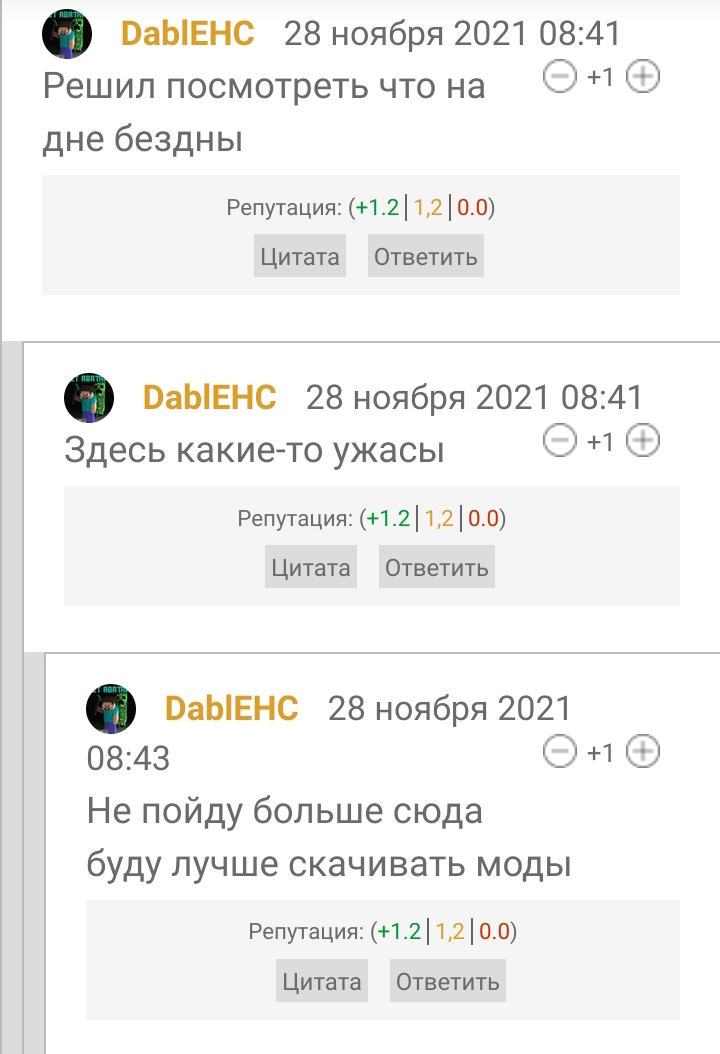 DablEHC 28 ноября 2021 08:41
Решил посмотреть что на
+1
дне бездны
Репутация: (+1.2|1,2|0.0)
Цитата Ответить
DablEHC 28 ноября 2021 08:41
Здесь какие-то ужасы
+1
Репутация: (+1.2|1,2|0.0)
Цитата Ответить
DablEHC 28 ноября 2021
08:43
+1
Не пойду больше сюда
буду лучше скачивать моды
Репутация: (+1.2|1,2|0.0)
Цитата Ответить